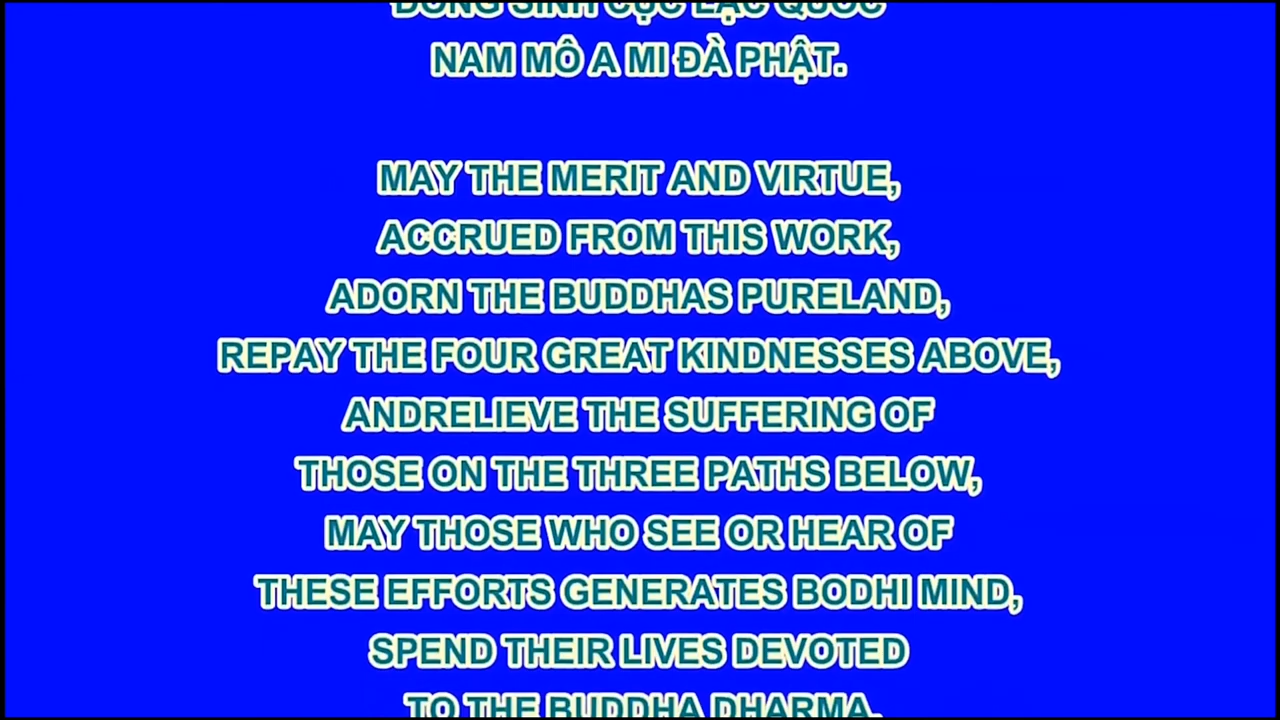 ĐỒNG SINH CỰC LẠC QUỐC
NAM MÔ A MI ĐÀ PHẬT.
MAY THE MERIT AND VIRTUE,
ACCRUED FROM THIS WORK,
ADORN THE BUDDHAS PURELAND,
REPAY THE FOUR GREAT KINDNESSES ABOVE,
ANDRELIEVE THE SUFFERING OF
THOSE ON THE THREE PATHS BELOW,
MAY THOSE WHO SEE OR HEAR OF
THESE EFFORTS GENERATES BODHI MIND,
SPEND THEIR LIVES DEVOTED
TO THE BUDDHA DHARMA,